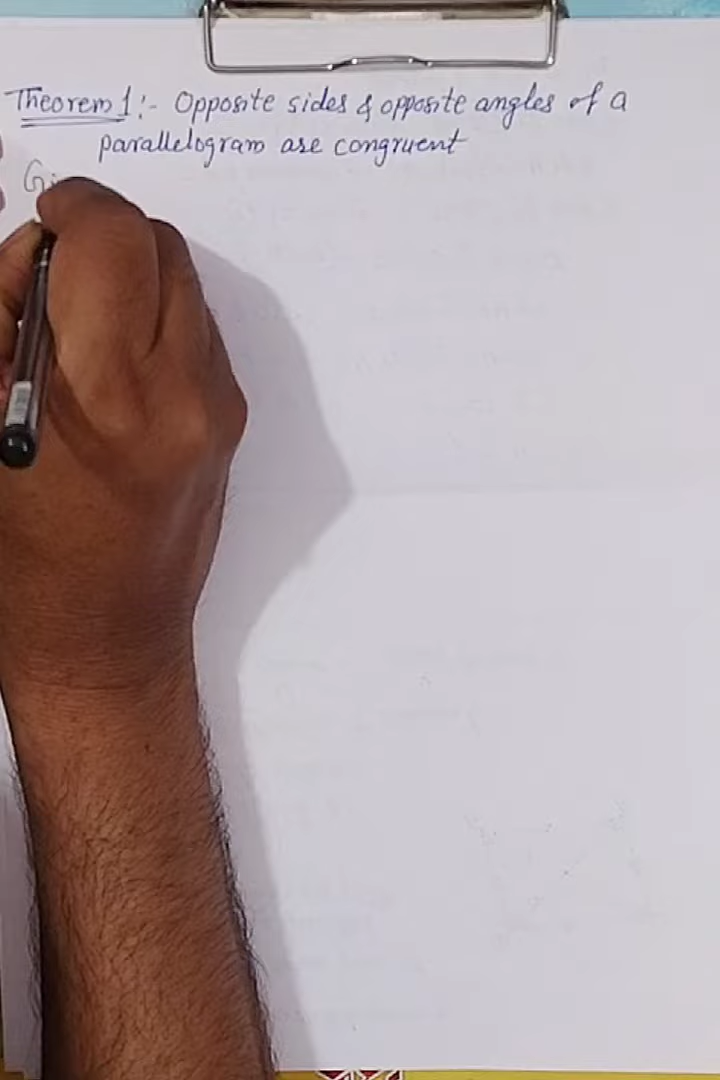 Theorem 1:- Opposite sides & opposite angles of a
parallelogram are congruent